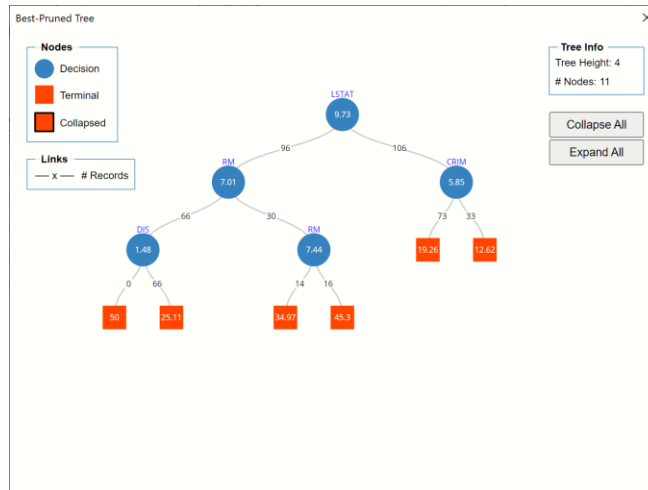 Best-Pruned Tree
Nodes
Decision
Terminal
Collapsed
Links
x # Records
Tree Info
Tree Height: 4
# Nodes: 11
Collapse All
Expand All
LSTAT
9.73
96 106
RM CRIM
7.01 5.85
66 30 73 33
DIS RM 19.26 12.62
1.48 7.44
0 66 14 16
50 25.11 34.97 45.3